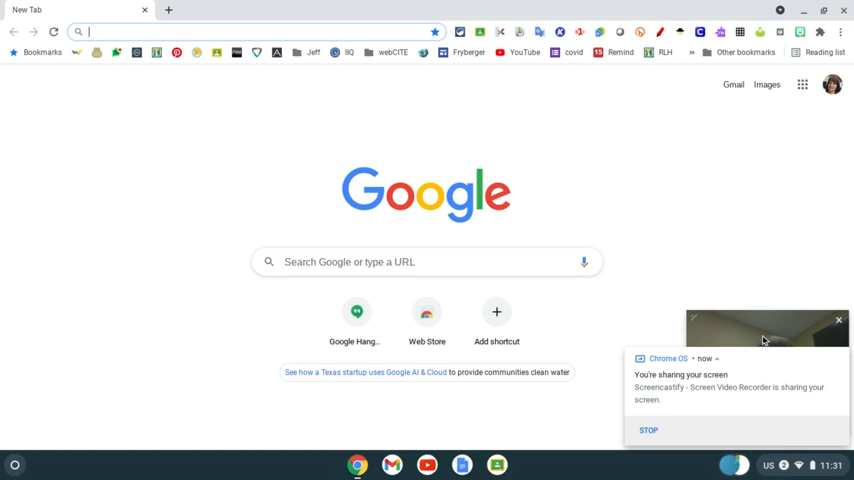 New Tab
Bookmarks
Jeff
IIQ
webCITE
Fryberger
YouTube
covid
15
Remind
RLH
»
Other bookmarks
Reading list
Gmail
Images
Google
Search Google or type a URL
Google Hang...
Web Store
Add shortcut
See how a Texas startup uses Google AI & Cloud to provide communities clean water
Chrome OS • now
You're sharing your screen
Screencastify - Screen Video Recorder is sharing your
screen.
STOP
US
2
11:31